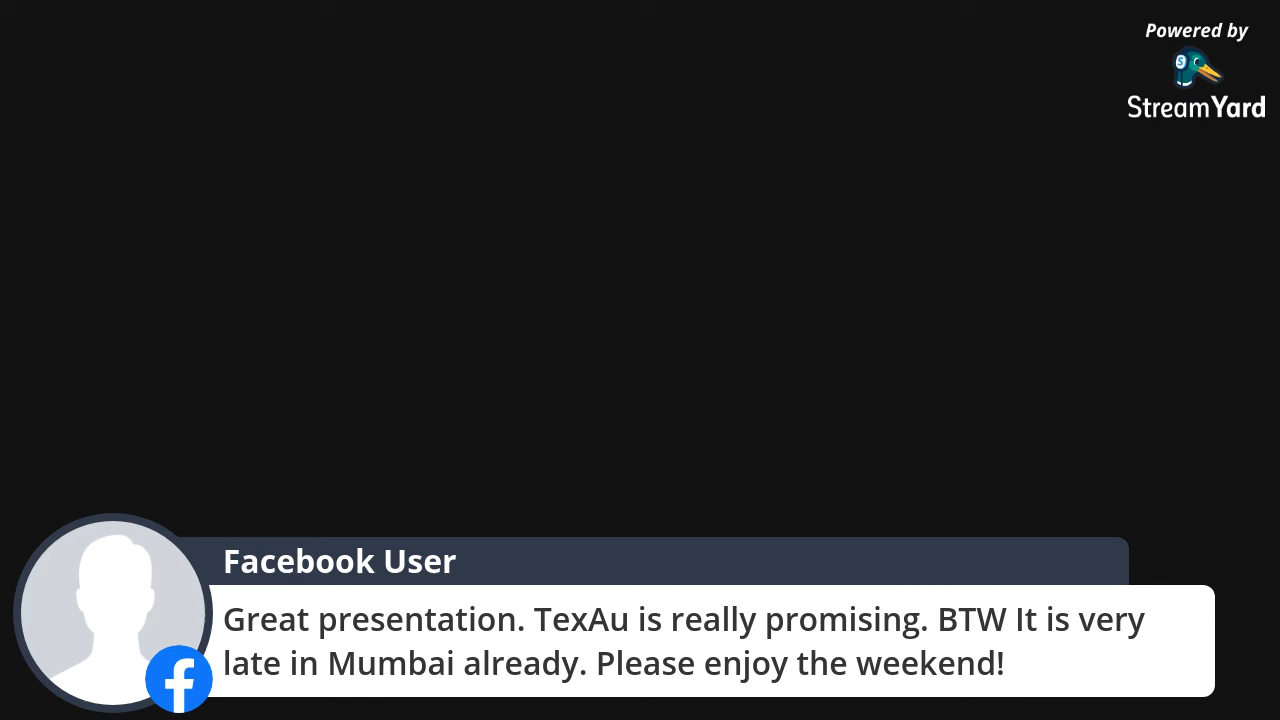 Powered by
StreamYard
Facebook User
Great presentation. TexAu is really promising. BTW It is very
late in Mumbai already. Please enjoy the weekend!